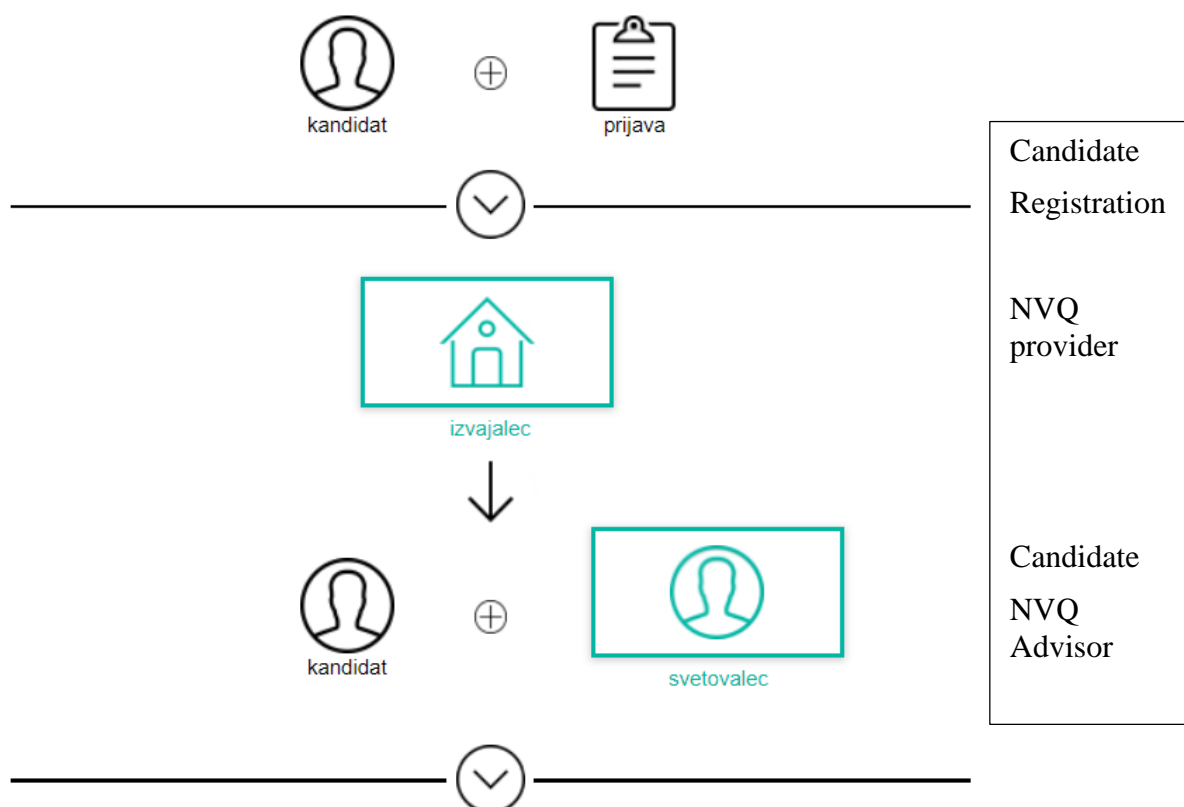 kandidat
prijava
izvajalec
kandidat
svetovalec
Candidate
Registration
NVQ
provider
Candidate
NVQ
Advisor